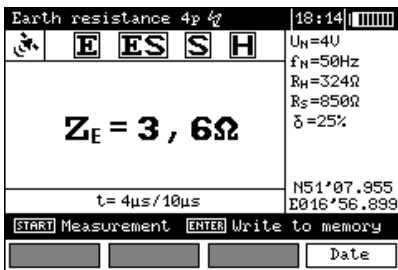 Earth resistance 4p 18:14
E ES S H
UN=4V
fN=50Hz
RH=324Ω
RS=850Ω
δ=25%
ZE = 3,6Ω
N51'07.955
E016'56.899
t= 4µs/10µs
START Measurement ENTER Write to memory
Date